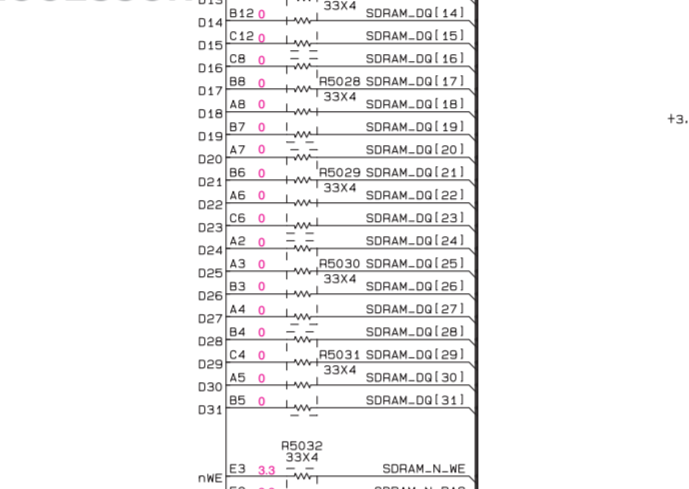 D13
33X4
B12 0 SDRAM_DQ[14]
D14
C12 0 SDRAM_DQ[15]
D15
C8 0 SDRAM_DQ[16]
D16
B8 0 R5028 SDRAM_DQ[17]
D17 33X4
A8 0 SDRAM_DQ[18]
D18
B7 0 SDRAM_DQ[19]
D19
+3.
A7 0 SDRAM_DQ[20]
D20
B6 0 R5029 SDRAM_DQ[21]
D21 33X4
A6 0 SDRAM_DQ[22]
D22
C6 0 SDRAM_DQ[23]
D23
A2 0 SDRAM_DQ[24]
D24
A3 0 R5030 SDRAM_DQ[25]
D25 33X4
B3 0 SDRAM_DQ[26]
D26
A4 0 SDRAM_DQ[27]
D27
B4 0 SDRAM_DQ[28]
D28
C4 0 R5031 SDRAM_DQ[29]
D29 33X4
A5 0 SDRAM_DQ[30]
D30
B5 0 SDRAM_DQ[31]
D31
R5032
33X4
E3 3.3 SDRAM_N_WE
nWE